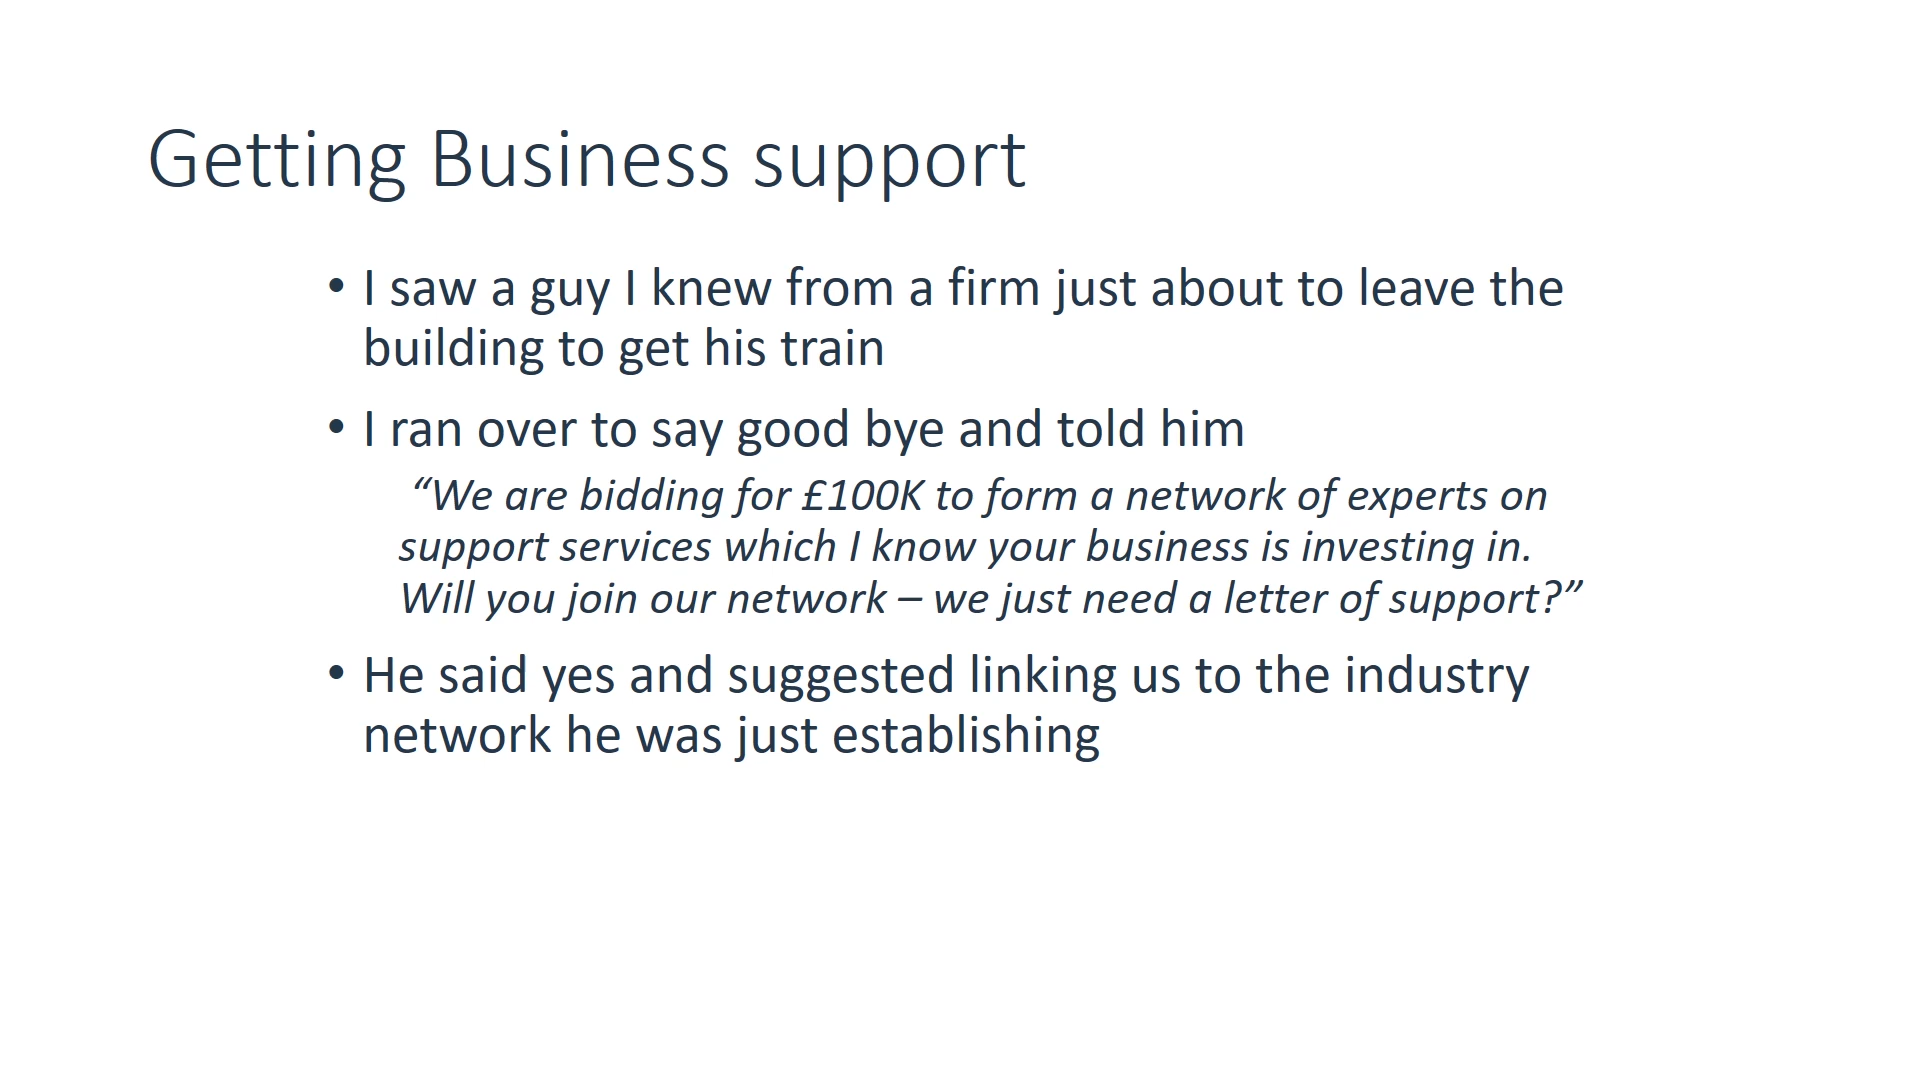 Getting Business support
• I saw a guy I knew from a firm just about to leave the
building to get his train
• I ran over to say good bye and told him
“We are bidding for £100K to form a network of experts on
support services which I know your business is investing in.
Will you join our network – we just need a letter of support?”
• He said yes and suggested linking us to the industry
network he was just establishing